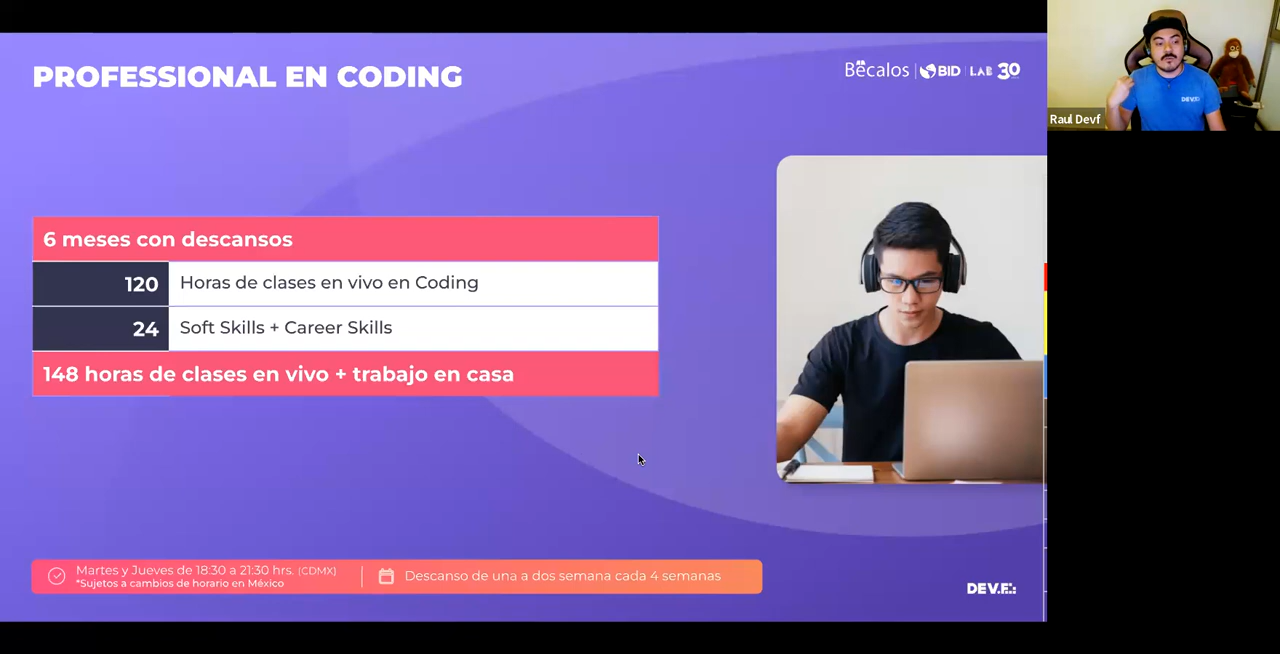 PROFESSIONAL EN CODING
Bécalos | BID | LAB 30
6 meses con descansos
120 Horas de clases en vivo en Coding
24 Soft Skills + Career Skills
148 horas de clases en vivo + trabajo en casa
Martes y Jueves de 18:30 a 21:30 hrs. (CDMX)
*Sujetos a cambios de horario en México
Descanso de una a dos semana cada 4 semanas
DEV.F.:
Raul Devf
DEV.F